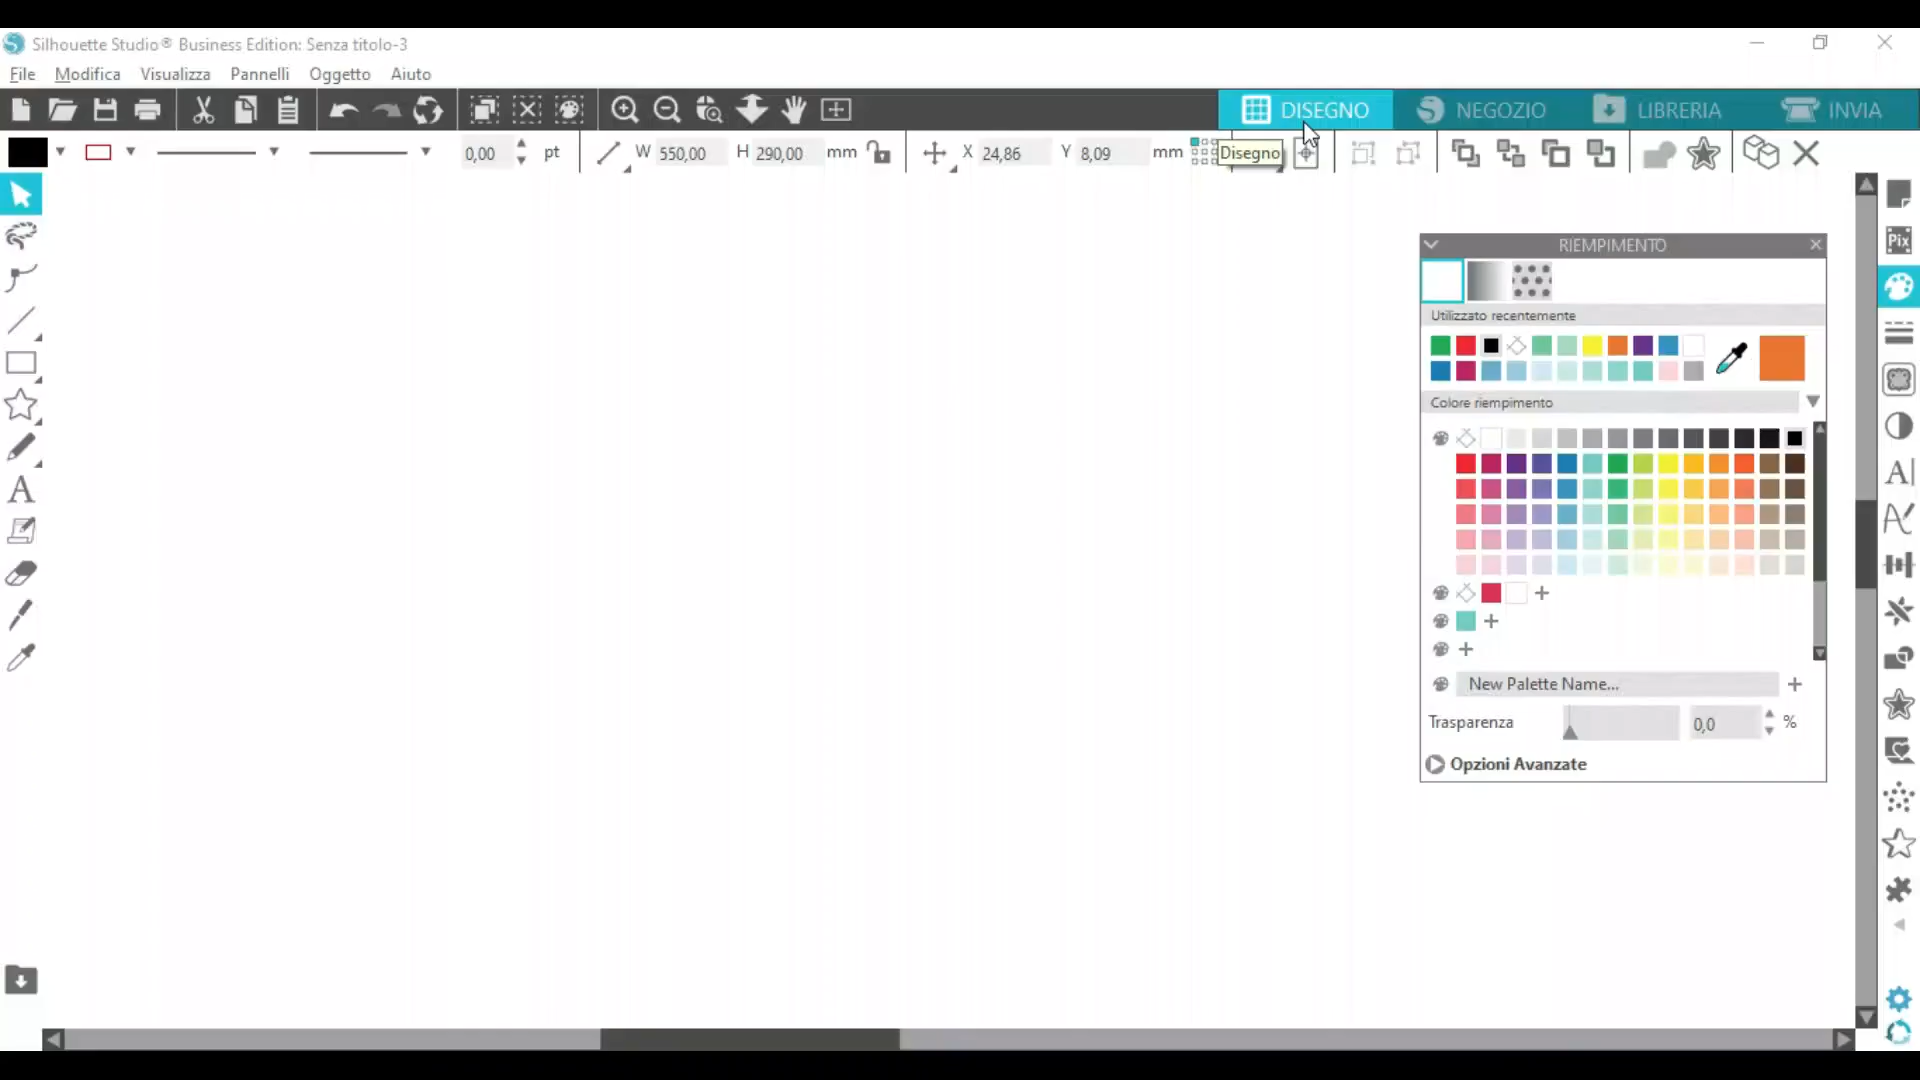 Silhouette Studio® Business Edition: Senza titolo-3
File Modifica Visualizza Pannelli Oggetto Aiuto
DISEGNO NEGOZIO LIBRERIA INVIA
0,00 pt W 550,00 H 290,00 mm X 24,86 Y 8,09 mm Disegno
RIEMPIMENTO
Pix
Utilizzato recentemente
Colore riempimento
New Palette Name...
Trasparenza 0,0 %
Opzioni Avanzate